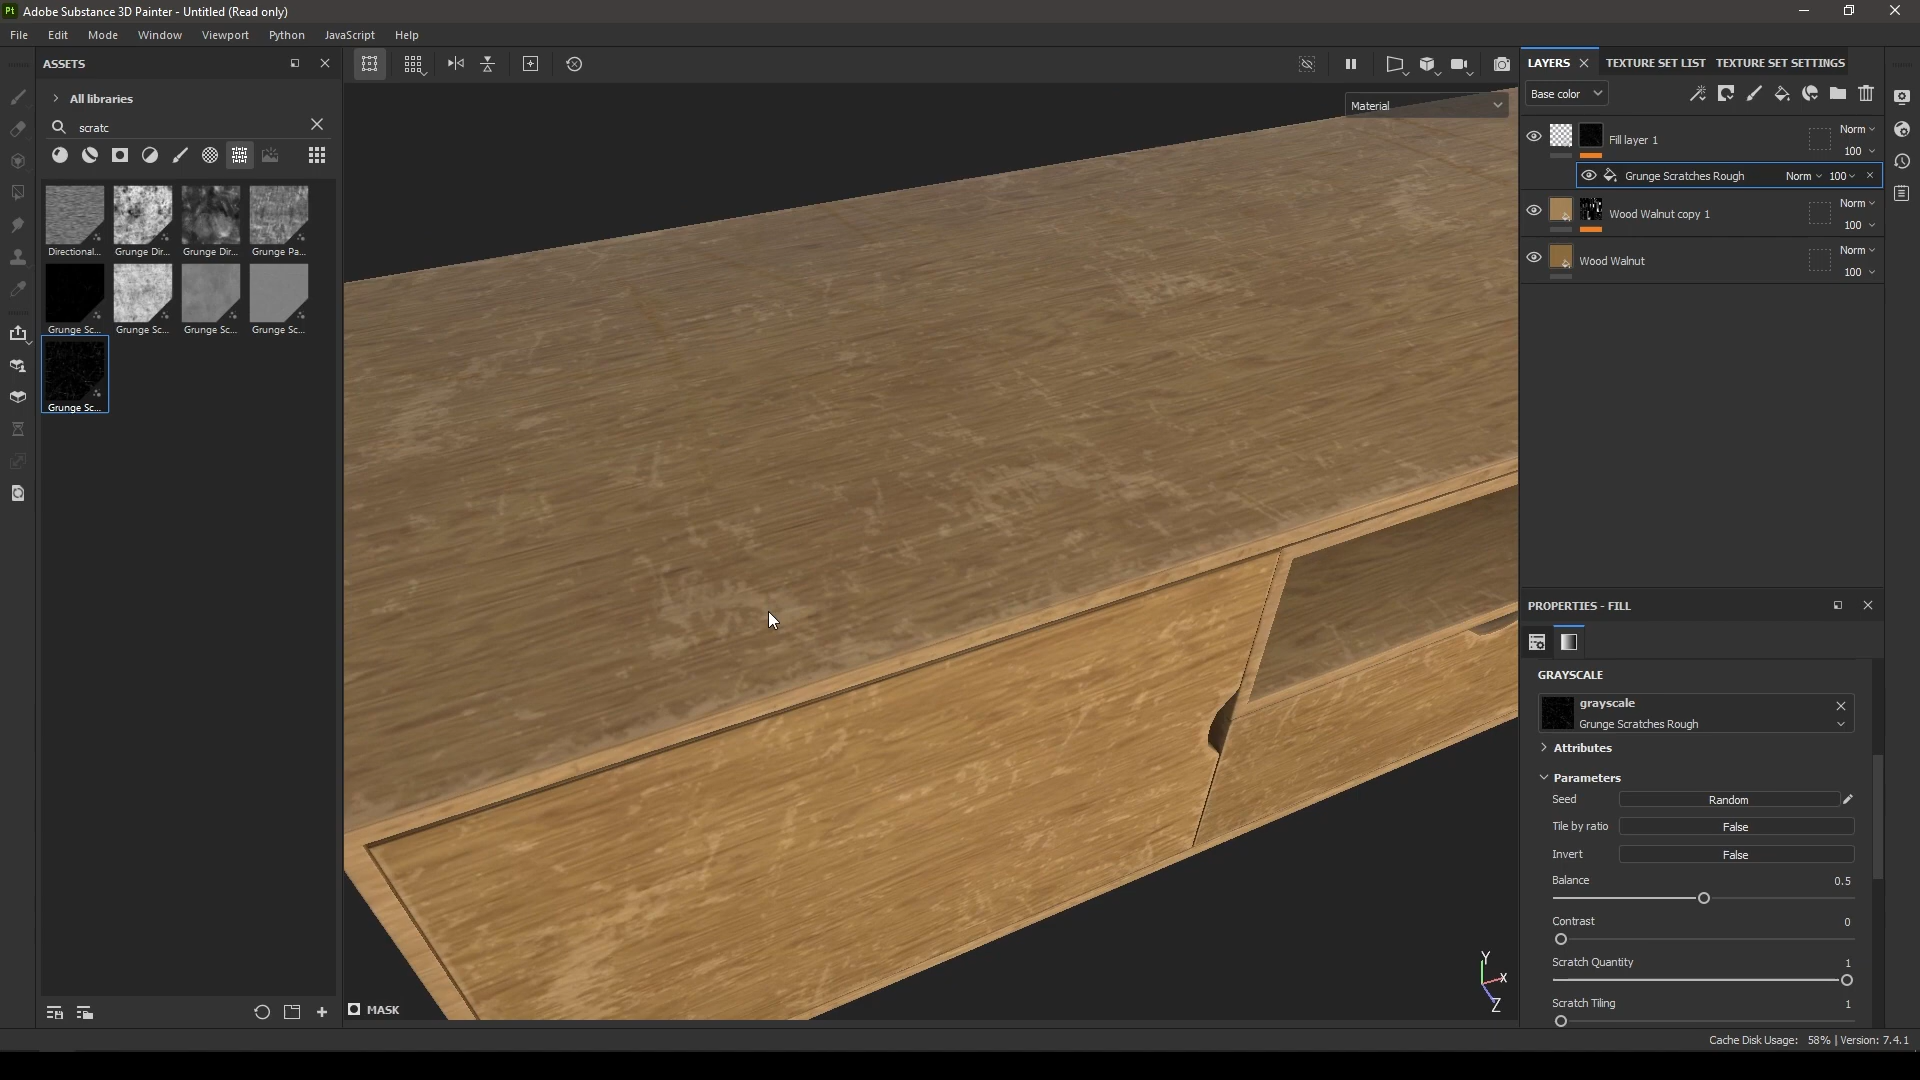 Pt Adobe Substance 3D Painter - Untitled (Read only)
File Edit Mode Window Viewport Python JavaScript Help
ASSETS
All libraries
scratc
Directional...
Grunge Dir...
Grunge Dir...
Grunge Pa...
Grunge Sc...
Grunge Sc...
Grunge Sc...
Grunge Sc...
Grunge Sc...
Material
MASK
Y
X
Z
LAYERS TEXTURE SET LIST TEXTURE SET SETTINGS
Base color
Fill layer 1 Norm
100
Grunge Scratches Rough Norm 100
Wood Walnut copy 1 Norm
100
Wood Walnut Norm
100
PROPERTIES - FILL
GRAYSCALE
grayscale
Grunge Scratches Rough
Attributes
Parameters
Seed Random
Tile by ratio False
Invert False
Balance 0.5
Contrast 0
Scratch Quantity 1
Scratch Tiling 1
Cache Disk Usage: 58% | Version: 7.4.1